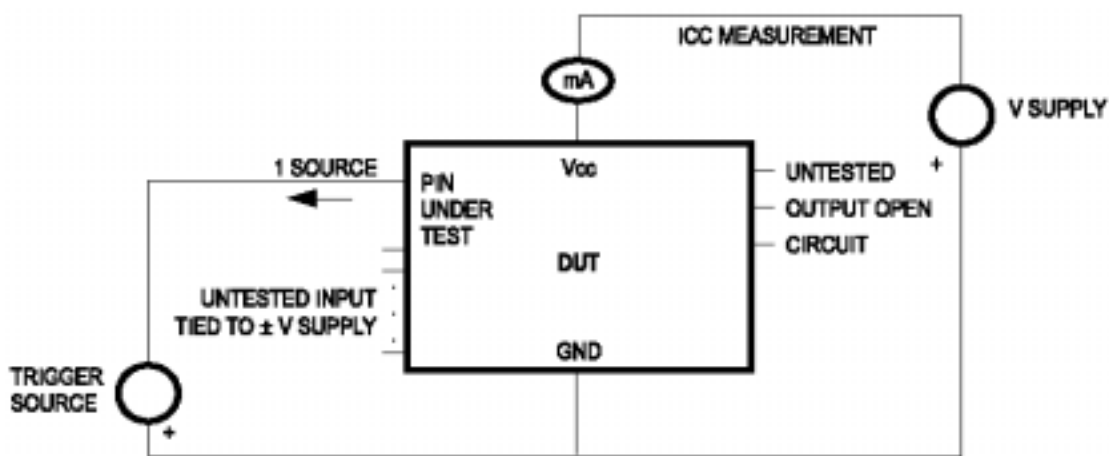 ICC MEASUREMENT
mA
V SUPPLY
+
1 SOURCE
Vcc
PIN
UNDER
TEST
UNTESTED
OUTPUT OPEN
CIRCUIT
DUT
UNTESTED INPUT
TIED TO ± V SUPPLY
GND
TRIGGER
SOURCE
+